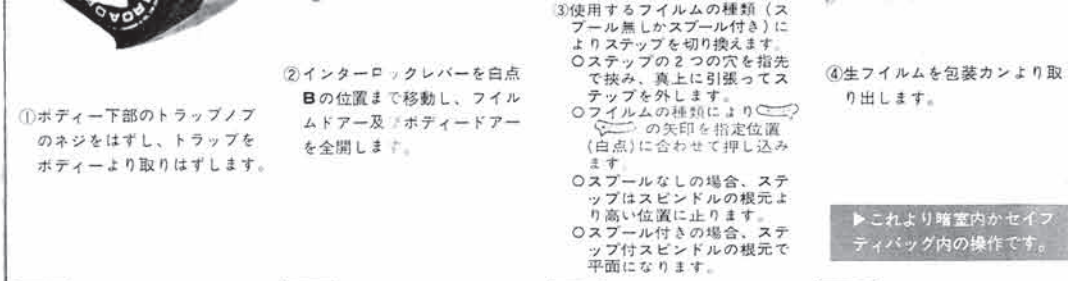 ROAD
①ボディー下部のトラップノブ
のネジをはずし、トラップを
ボディーより取りはずします。
②インターロックレバーを白点
Bの位置まで移動し、フイル
ムドアー及 ボディードアー
を全開します。
③使用するフイルムの種類(ス
プール無しかスプール付き)に
よりステップを切り換えます。
○ステップの2つの穴を指先
で挟み、真上に引張ってス
テップを外します。
○フイルムの種類により
の矢印を指定位置
(白点)に合わせて押し込み
ます。
○スプールなしの場合、ステ
ップはスピンドルの根元よ
り高い位置に止ります。
○スプール付きの場合、ステ
ップ付スピンドルの根元で
平面になります。
④生フイルムを包装カンより取
り出します。
▶これより暗室内かセイフ
ティバッグ内の操作です。